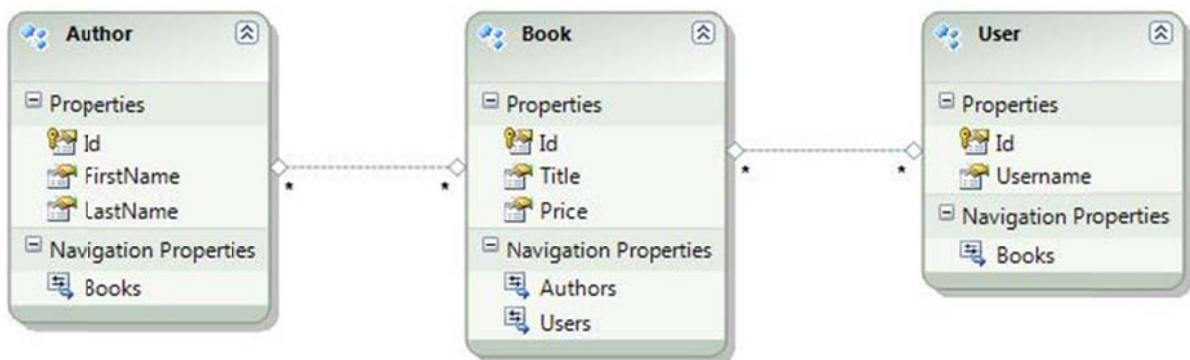 Author
Properties
Id
FirstName
LastName
Navigation Properties
Books
*
*
Book
Properties
Id
Title
Price
Navigation Properties
Authors
Users
*
*
User
Properties
Id
Username
Navigation Properties
Books